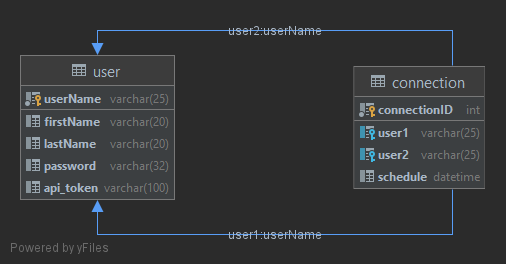 user2:userName
user
userName varchar(25)
firstName varchar(20)
lastName varchar(20)
password varchar(32)
api_token varchar(100)
connection
connectionID int
user1 varchar(25)
user2 varchar(25)
schedule datetime
user1:userName
Powered by yFiles